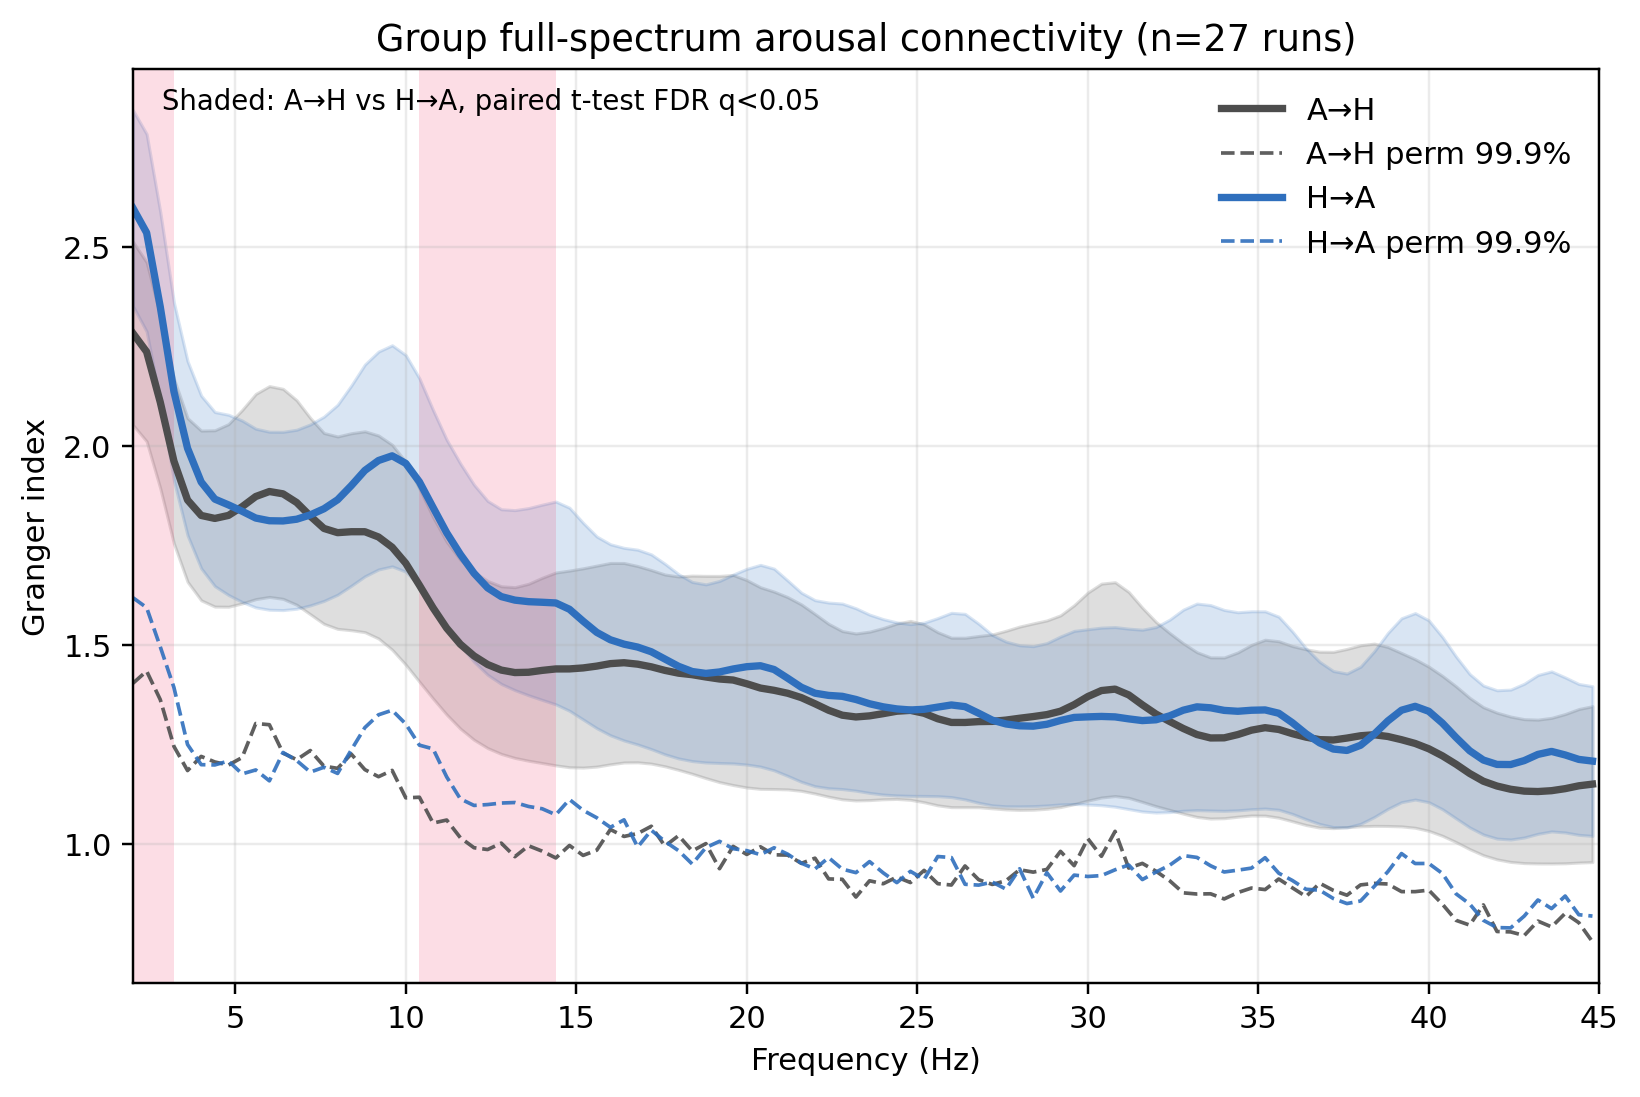 Group full-spectrum arousal connectivity (n=27 runs)
Shaded: A→H vs H→A, paired t-test FDR q<0.05
A→H
A→H perm 99.9%
H→A
H→A perm 99.9%
Granger index
2.5
2.0
1.5
1.0
5
10
15
20
25
30
35
40
45
Frequency (Hz)